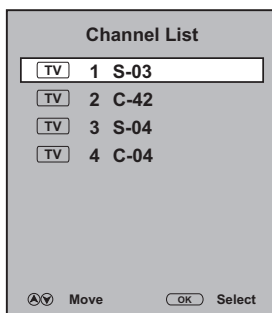 Channel List
TV 1 S-03
TV 2 C-42
TV 3 S-04
TV 4 C-04
Move OK Select